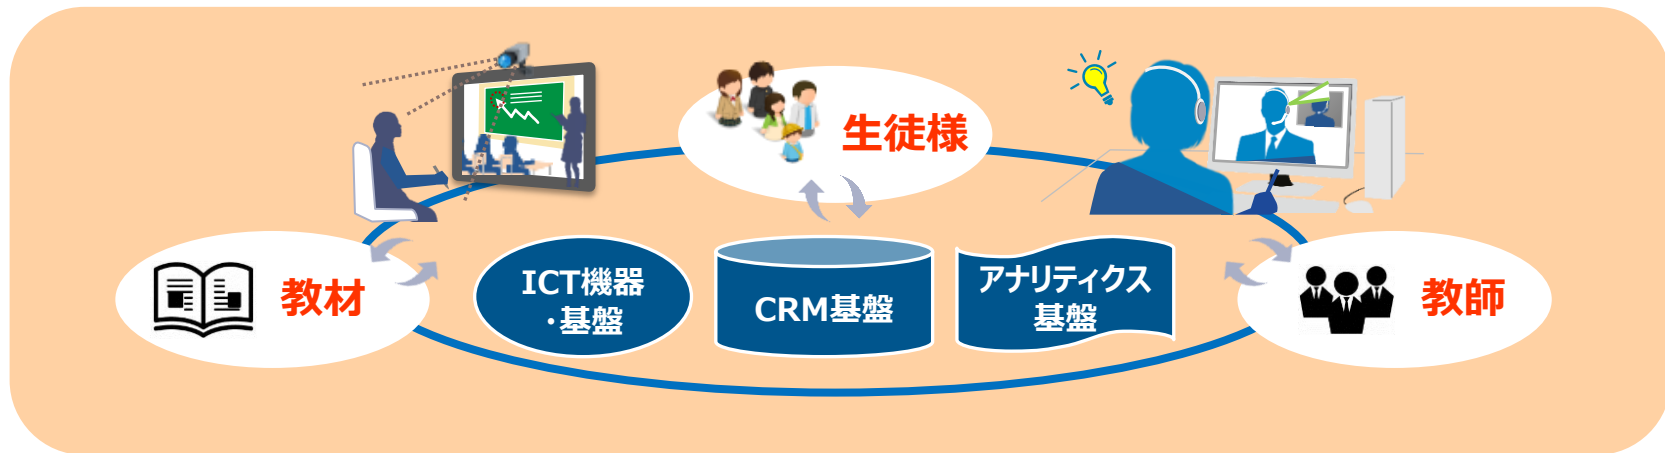 生徒様
教材
ICT機器
・基盤
CRM基盤
アナリティクス
基盤
教師